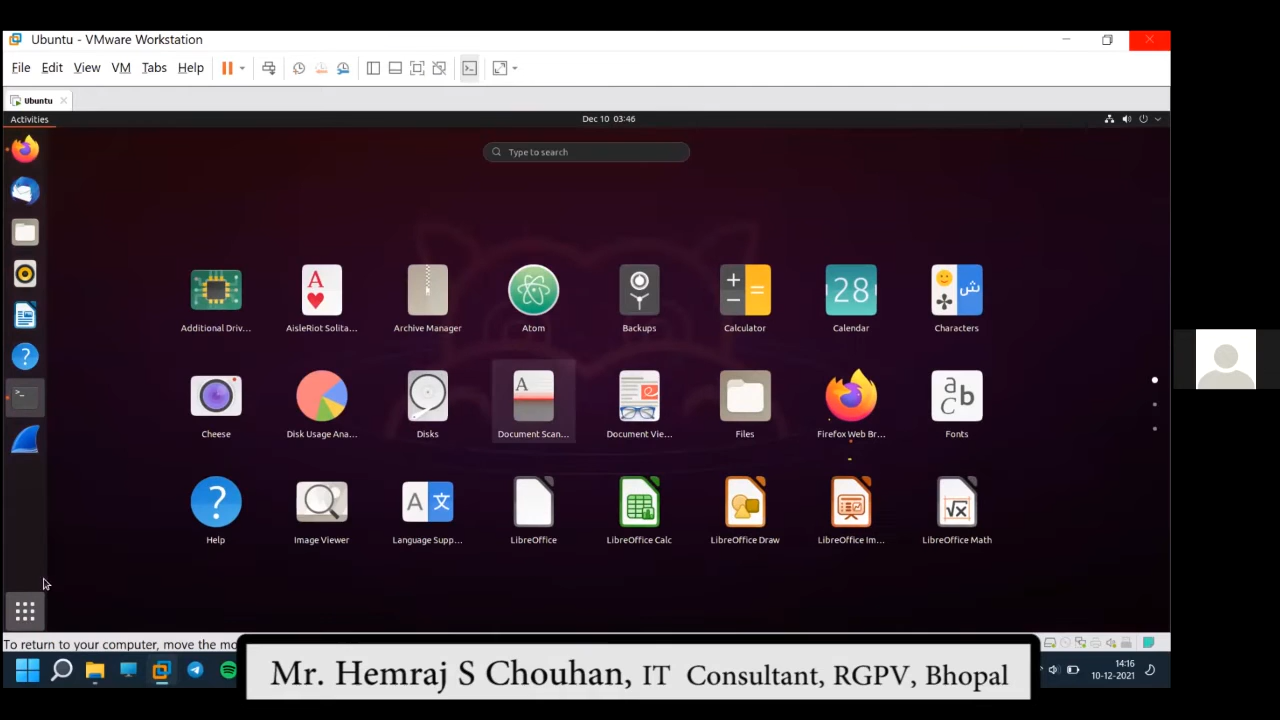 Ubuntu - VMware Workstation
File Edit View VM Tabs Help
Ubuntu
Activities
Dec 10 03:46
Type to search
Additional Driv...
AisleRiot Solita...
Archive Manager
Atom
Backups
Calculator
28
Calendar
Characters
Cheese
Disk Usage Ana...
Disks
Document Scan...
Document Vie...
Files
Firefox Web Br...
Fonts
Help
Image Viewer
Language Supp...
LibreOffice
LibreOffice Calc
LibreOffice Draw
LibreOffice Im...
LibreOffice Math
To return to your computer, move the mo
Mr. Hemraj S Chouhan, IT Consultant, RGPV, Bhopal
14:16
10-12-2021